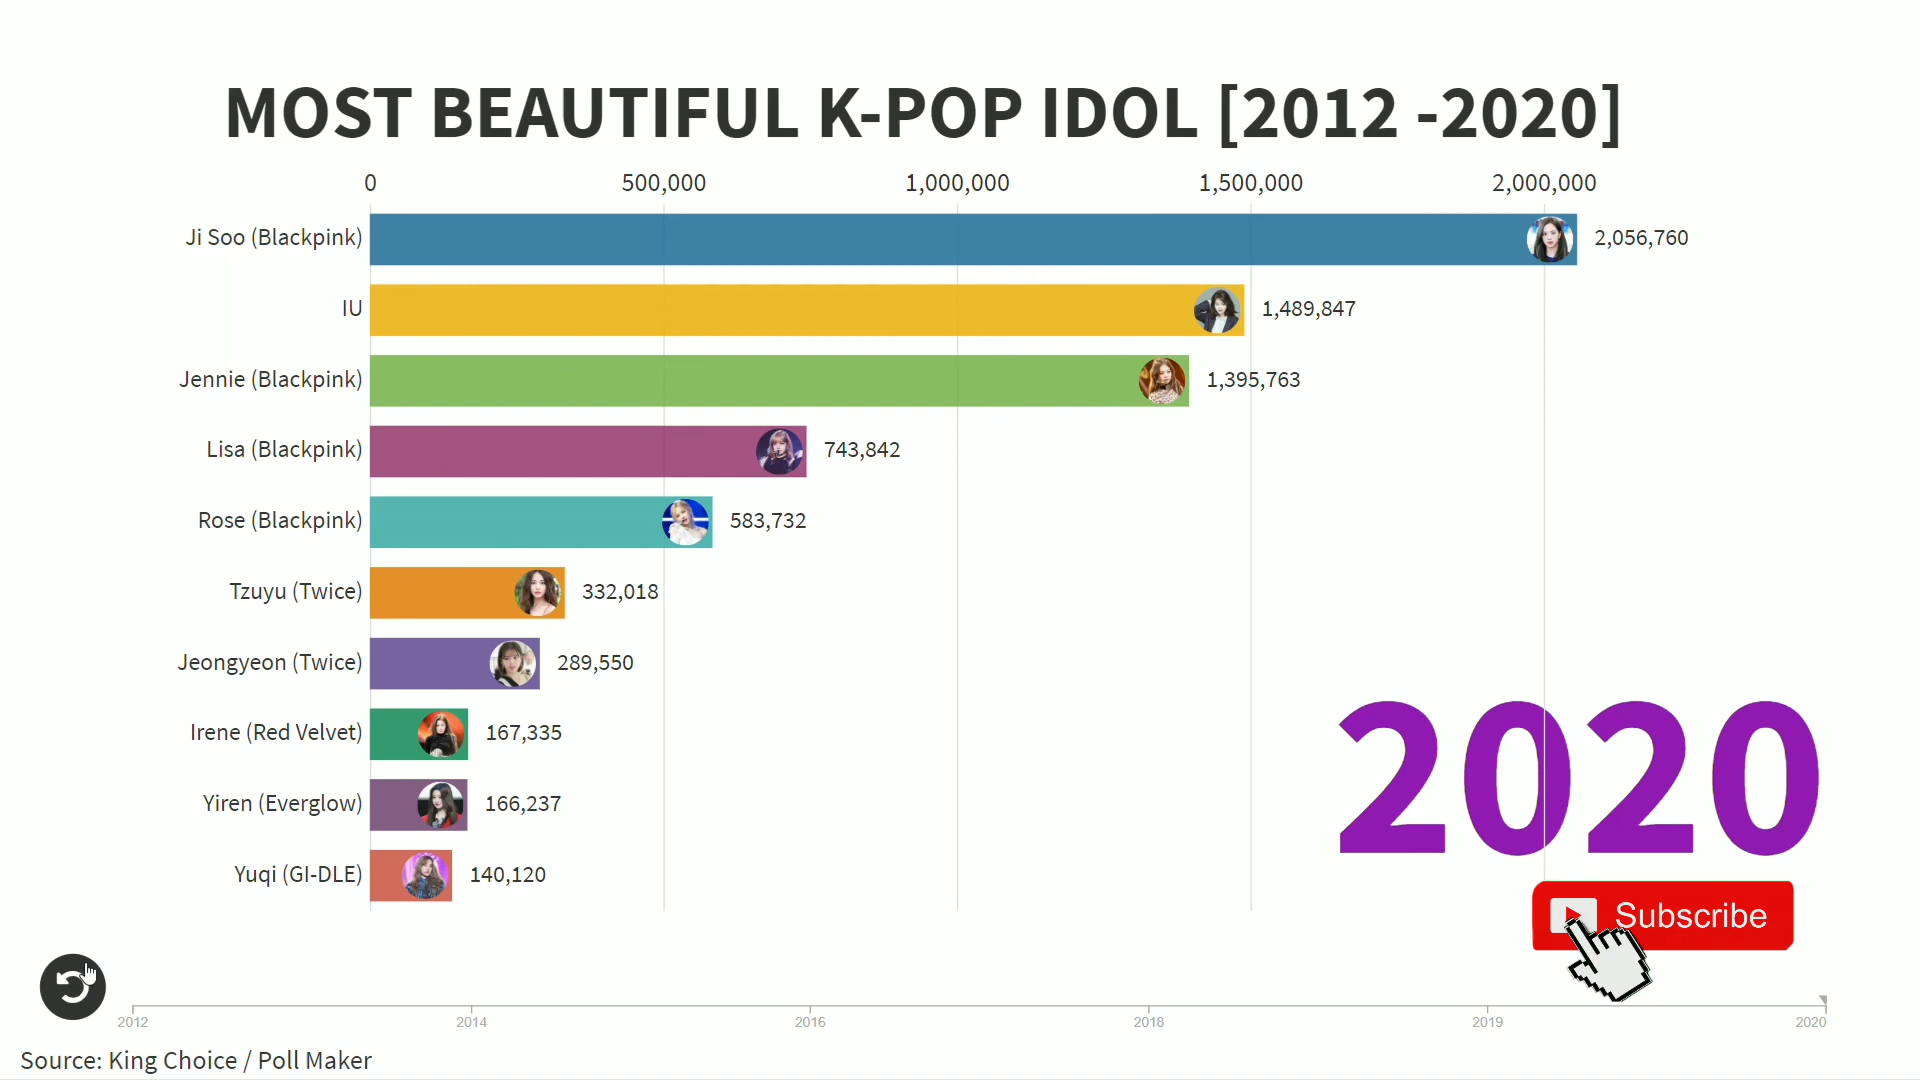 MOST BEAUTIFUL K-POP IDOL [2012 -2020]
0 500,000 1,000,000 1,500,000 2,000,000
Ji Soo (Blackpink) 2,056,760
IU 1,489,847
Jennie (Blackpink) 1,395,763
Lisa (Blackpink) 743,842
Rose (Blackpink) 583,732
Tzuyu (Twice) 332,018
Jeongyeon (Twice) 289,550
Irene (Red Velvet) 167,335
Yiren (Everglow) 166,237
Yuqi (GI-DLE) 140,120
2020
Subscribe
2012 2014 2016 2018 2019 2020
Source: King Choice / Poll Maker